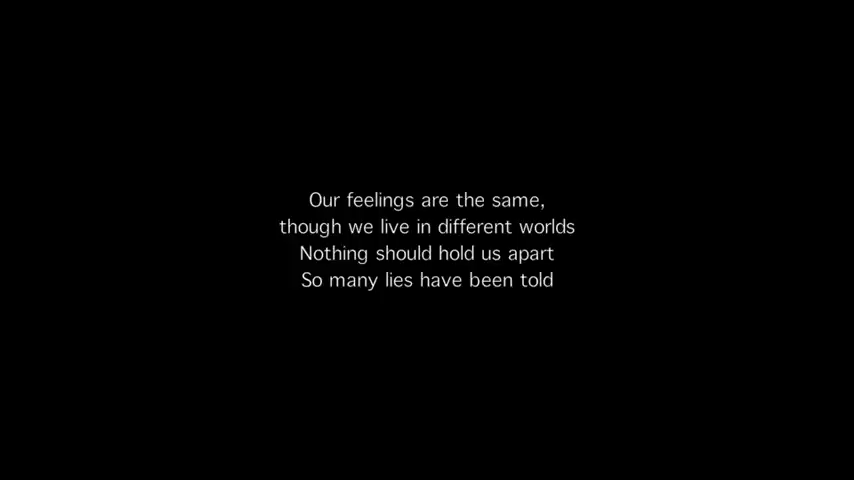 Our feelings are the same,
though we live in different worlds
Nothing should hold us apart
So many lies have been told